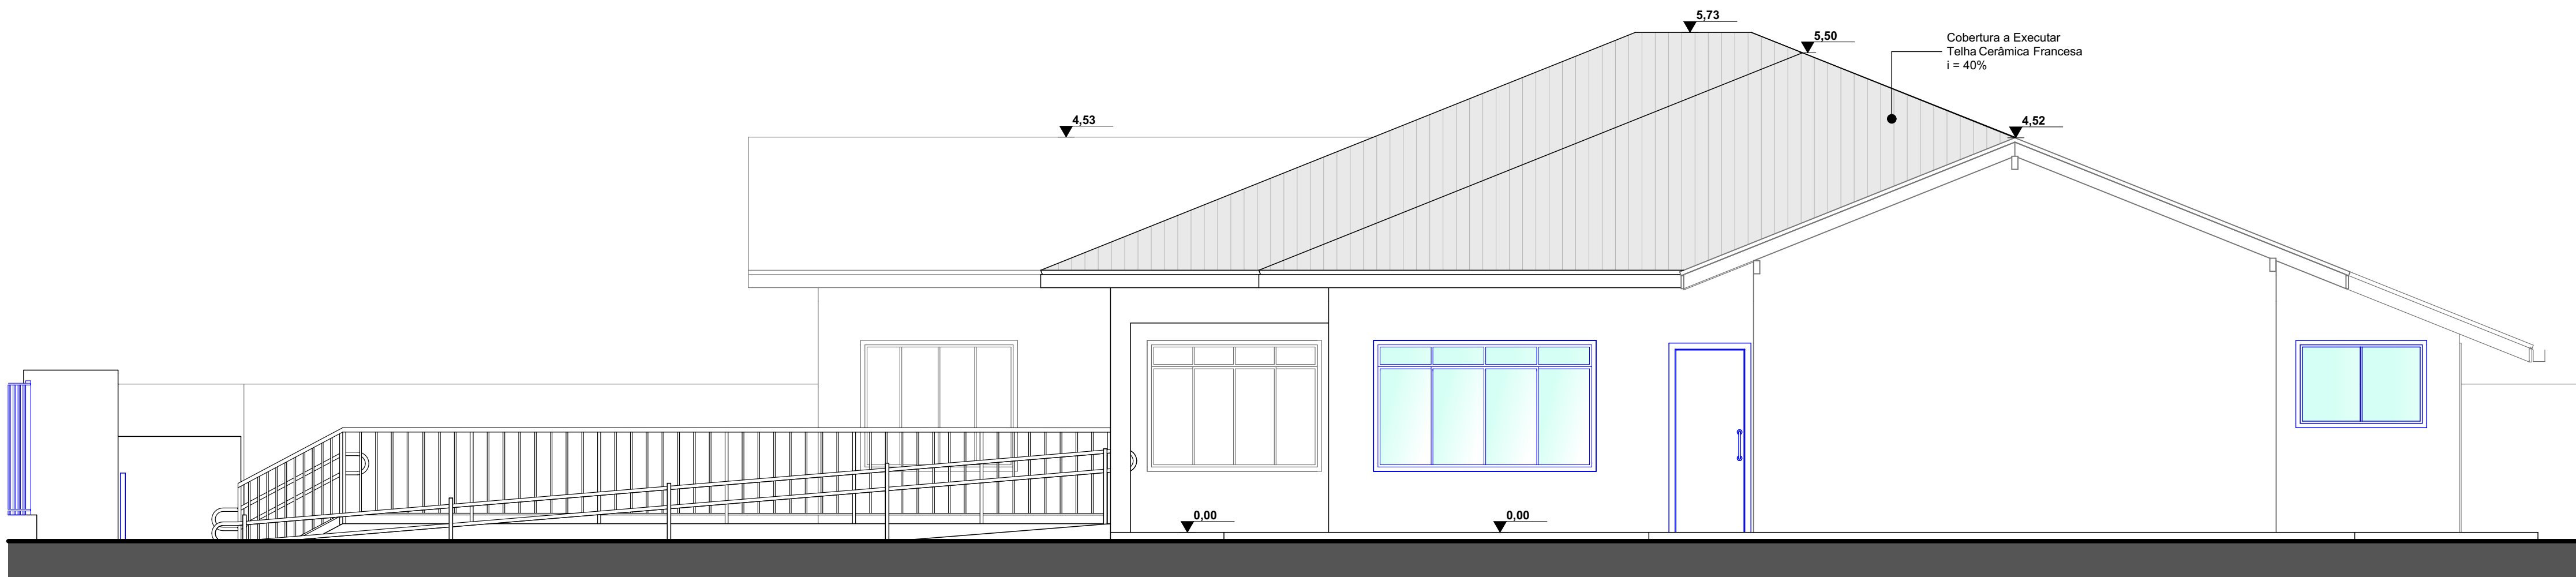 5,73
5,50
Cobertura a Executar
Telha Cerâmica Francesa
i = 40%
4,53
4,52
0,00
0,00